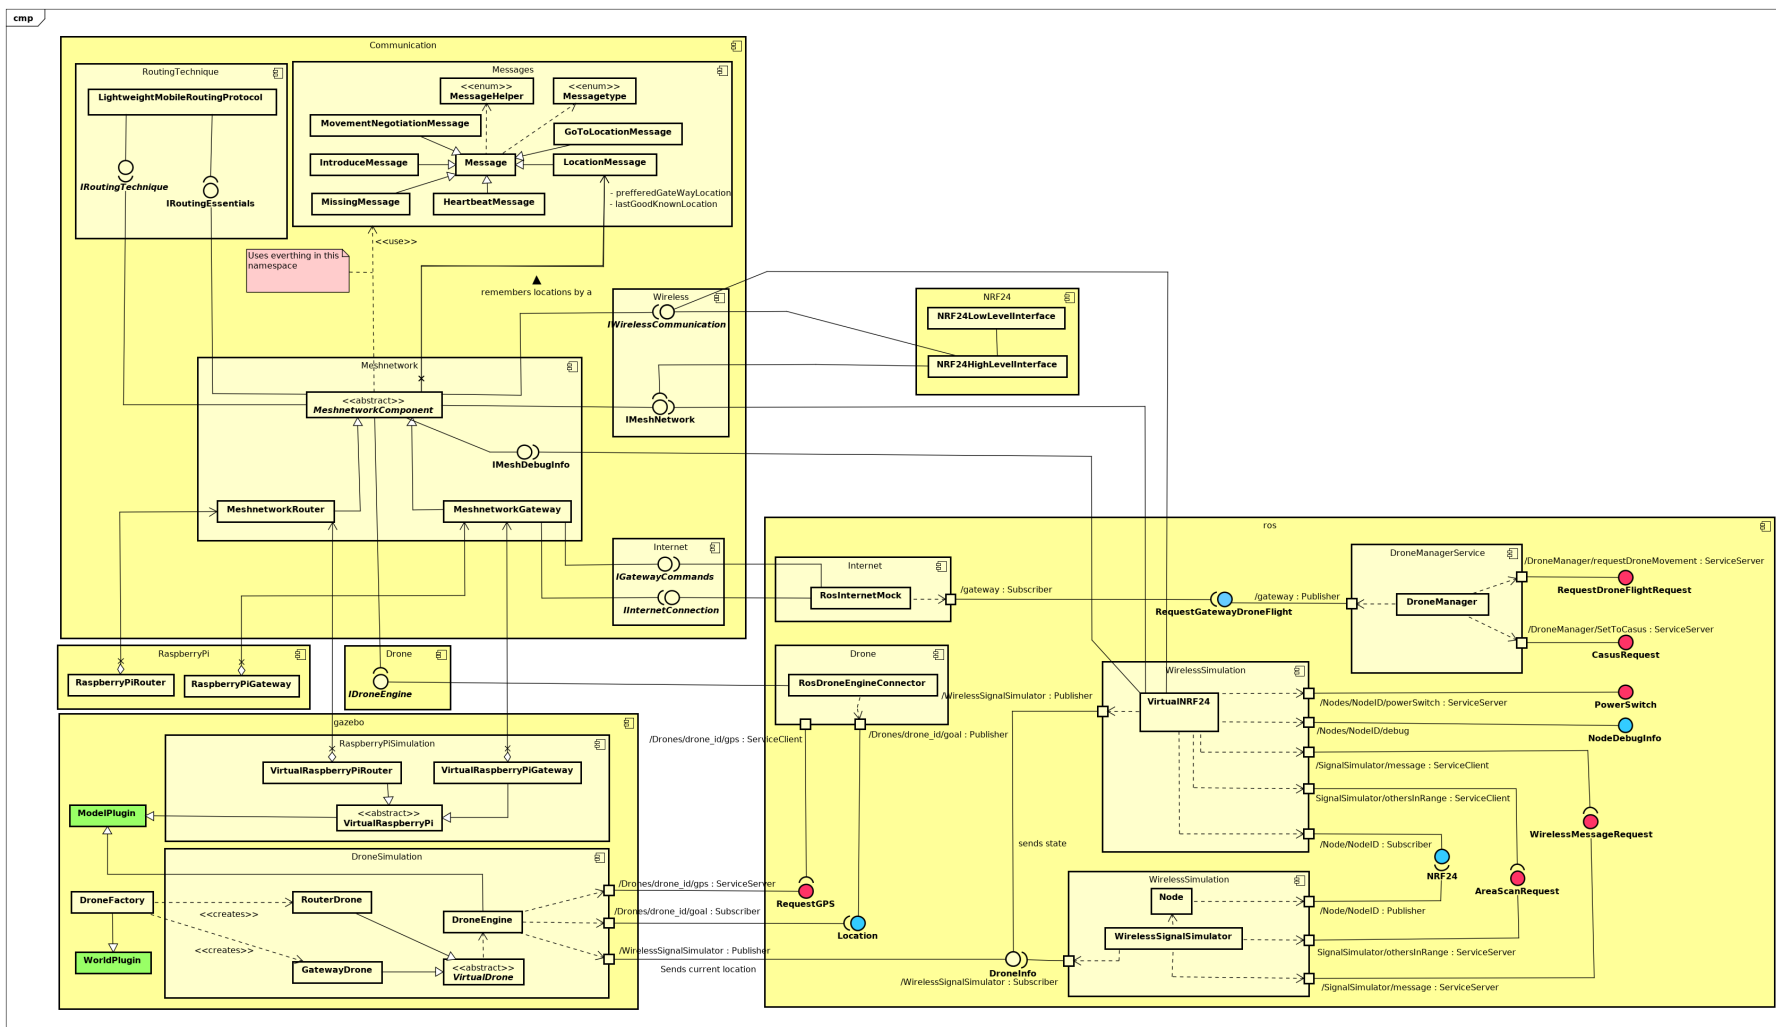 cmp
Communication
RoutingTechnique
LightweightMobileRoutingProtocol
IRoutingTechnique
IRoutingEssentials
Messages
<<enum>>
MessageHelper
<<enum>>
Messagetype
MovementNegotiationMessage
GoToLocationMessage
IntroduceMessage
Message
LocationMessage
MissingMessage
HeartbeatMessage
- prefferedGateWayLocation
- lastGoodKnownLocation
<<use>>
Uses everthing in this
namespace
remembers locations by a
Wireless
IWirelessCommunication
IMeshNetwork
NRF24
NRF24LowLevelInterface
NRF24HighLevelInterface
Meshnetwork
<<abstract>>
MeshnetworkComponent
IMeshDebugInfo
MeshnetworkRouter
MeshnetworkGateway
Internet
IGatewayCommands
IInternetConnection
RaspberryPi
RaspberryPiRouter
RaspberryPiGateway
Drone
IDroneEngine
gazebo
RaspberryPiSimulation
VirtualRaspberryPiRouter
VirtualRaspberryPiGateway
<<abstract>>
VirtualRaspberryPi
ModelPlugin
DroneSimulation
DroneFactory
RouterDrone
<<creates>>
DroneEngine
<<creates>>
WorldPlugin
GatewayDrone
<<abstract>>
VirtualDrone
/Drones/drone_id/gps : ServiceServer
/Drones/drone_id/goal : Subscriber
/WirelessSignalSimulator : Publisher
Sends current location
ros
Internet
RosInternetMock
/gateway : Subscriber
RequestGatewayDroneFlight
/gateway : Publisher
DroneManagerService
DroneManager
/DroneManager/requestDroneMovement : ServiceServer
RequestDroneFlightRequest
/DroneManager/SetToCasus : ServiceServer
CasusRequest
Drone
RosDroneEngineConnector
/Drones/drone_id/gps : ServiceClient
/Drones/drone_id/goal : Publisher
/WirelessSignalSimulator : Publisher
WirelessSimulation
VirtualNRF24
/Nodes/NodeID/powerSwitch : ServiceServer
PowerSwitch
/Nodes/NodeID/debug
NodeDebugInfo
/SignalSimulator/message : ServiceClient
SignalSimulator/othersInRange : ServiceClient
WirelessMessageRequest
/Node/NodeID : Subscriber
NRF24
AreaScanRequest
sends state
RequestGPS
Location
DroneInfo
/WirelessSignalSimulator : Subscriber
WirelessSimulation
Node
WirelessSignalSimulator
/Node/NodeID : Publisher
SignalSimulator/othersInRange : ServiceServer
/SignalSimulator/message : ServiceServer